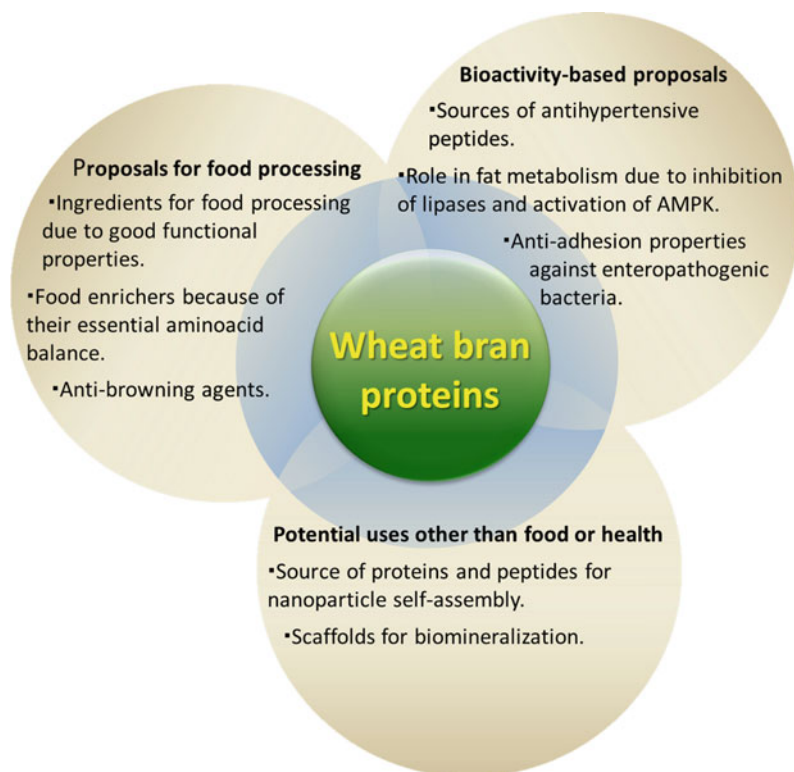 Bioactivity-based proposals
▪Sources of antihypertensive
peptides.
▪Role in fat metabolism due to inhibition
of lipases and activation of AMPK.
▪Anti-adhesion properties
against enteropathogenic
bacteria.
Proposals for food processing
▪Ingredients for food processing
due to good functional
properties.
▪Food enrichers because of
their essential aminoacid
balance.
▪Anti-browning agents.
Wheat bran
proteins
Potential uses other than food or health
▪Source of proteins and peptides for
nanoparticle self-assembly.
▪Scaffolds for biomineralization.